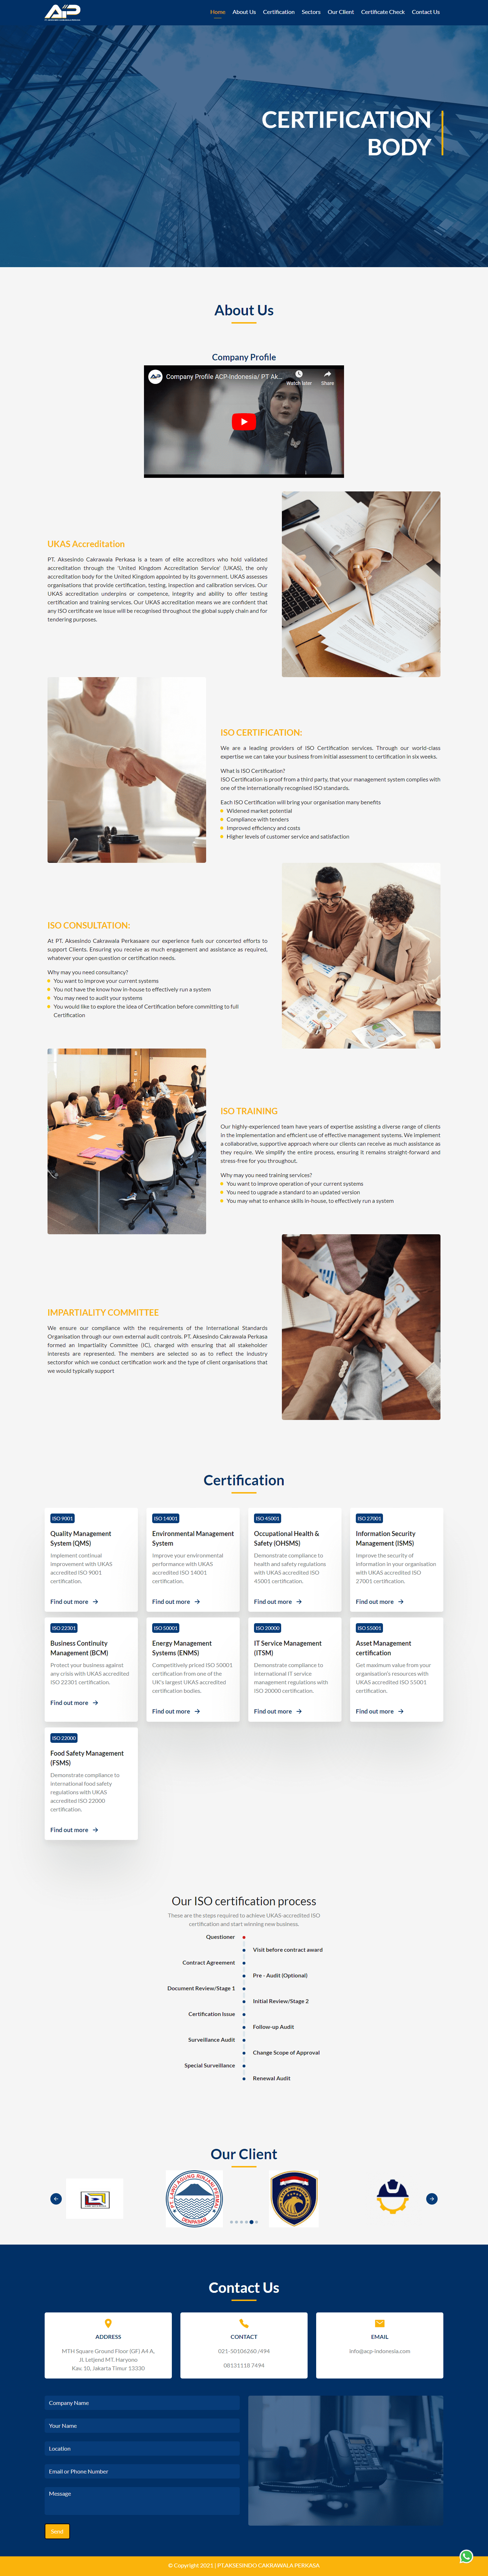 AP
Home About Us Certification Sectors Our Client Certificate Check Contact Us
CERTIFICATION
BODY
About Us
Company Profile
Company Profile ACP-Indonesia/ PT Ak...
Watch later Share
UKAS Accreditation
PT. Aksesindo Cakrawala Perkasa is a team of elite accreditors who hold validated
accreditation through the 'United Kingdom Accreditation Service' (UKAS), the only
accreditation body for the United Kingdom appointed by its government. UKAS assesses
organisations that provide certification, testing, inspection and calibration services. Our
UKAS accreditation underpins or competence, integrity and ability to offer testing
certification and training services. Our UKAS accreditation means we are confident that
any ISO certificate we issue will be recognised throughout the global supply chain and for
tendering purposes.
ISO CERTIFICATION:
We are a leading providers of ISO Certification services. Through our world-class
expertise we can take your business from initial assessment to certification in six weeks.
What is ISO Certification?
ISO Certification is proof from a third party, that your management system complies with
one of the internationally recognised ISO standards.
Each ISO Certification will bring your organisation many benefits
Widened market potential
Compliance with tenders
Improved efficiency and costs
Higher levels of customer service and satisfaction
ISO CONSULTATION:
At PT. Aksesindo Cakrawala Perkasaare our experience fuels our concerted efforts to
support Clients. Ensuring you receive as much engagement and assistance as required,
whatever your open question or certification needs.
Why may you need consultancy?
You want to improve your current systems
You not have the know how in-house to effectively run a system
You may need to audit your systems
You would like to explore the idea of Certification before committing to full
Certification
ISO TRAINING
Our highly-experienced team have years of expertise assisting a diverse range of clients
in the implementation and efficient use of effective management systems. We implement
a collaborative, supportive approach where our clients can receive as much assistance as
they require. We simplify the entire process, ensuring it remains straight-forward and
stress-free for you throughout.
Why may you need training services?
You want to improve operation of your current systems
You need to upgrade a standard to an updated version
You may what to enhance skills in-house, to effectively run a system
IMPARTIALITY COMMITTEE
We ensure our compliance with the requirements of the International Standards
Organisation through our own external audit controls. PT. Aksesindo Cakrawala Perkasa
formed an Impartiality Committee (IC), charged with ensuring that all stakeholder
interests are represented. The members are selected so as to reflect the industry
sectorsfor which we conduct certification work and the type of client organisations that
we would typically support
Certification
ISO 9001
Quality Management
System (QMS)
Implement continual
improvement with UKAS
accredited ISO 9001
certification.
Find out more
ISO 14001
Environmental Management
System
Improve your environmental
performance with UKAS
accredited ISO 14001
certification.
Find out more
ISO 45001
Occupational Health &
Safety (OHSMS)
Demonstrate compliance to
health and safety regulations
with UKAS accredited ISO
45001 certification.
Find out more
ISO 27001
Information Security
Management (ISMS)
Improve the security of
information in your organisation
with UKAS accredited ISO
27001 certification.
Find out more
ISO 22301
Business Continuity
Management (BCM)
Protect your business against
any crisis with UKAS accredited
ISO 22301 certification.
Find out more
ISO 50001
Energy Management
Systems (ENMS)
Competitively priced ISO 50001
certification from one of the
UK's largest UKAS accredited
certification bodies.
Find out more
ISO 20000
IT Service Management
(ITSM)
Demonstrate compliance to
international IT service
management regulations with
ISO 20000 certification.
Find out more
ISO 55001
Asset Management
certification
Get maximum value from your
organisation's resources with
UKAS accredited ISO 55001
certification.
Find out more
ISO 22000
Food Safety Management
(FSMS)
Demonstrate compliance to
international food safety
regulations with UKAS
accredited ISO 22000
certification.
Find out more
Our ISO certification process
These are the steps required to achieve UKAS-accredited ISO
certification and start winning new business.
Questioner
Visit before contract award
Contract Agreement
Pre - Audit (Optional)
Document Review/Stage 1
Initial Review/Stage 2
Certification Issue
Follow-up Audit
Surveillance Audit
Change Scope of Approval
Special Surveillance
Renewal Audit
Our Client
PT. LABU AGUNG RINJANI PERMAI
DENPASAR
Contact Us
ADDRESS
MTH Square Ground Floor (GF) A4 A,
Jl. Letjend MT. Haryono
Kav. 10, Jakarta Timur 13330
CONTACT
021-50106260 /494
08131118 7494
EMAIL
info@acp-indonesia.com
Company Name
Your Name
Location
Email or Phone Number
Message
Send
© Copyright 2021 | PT.AKSESINDO CAKRAWALA PERKASA